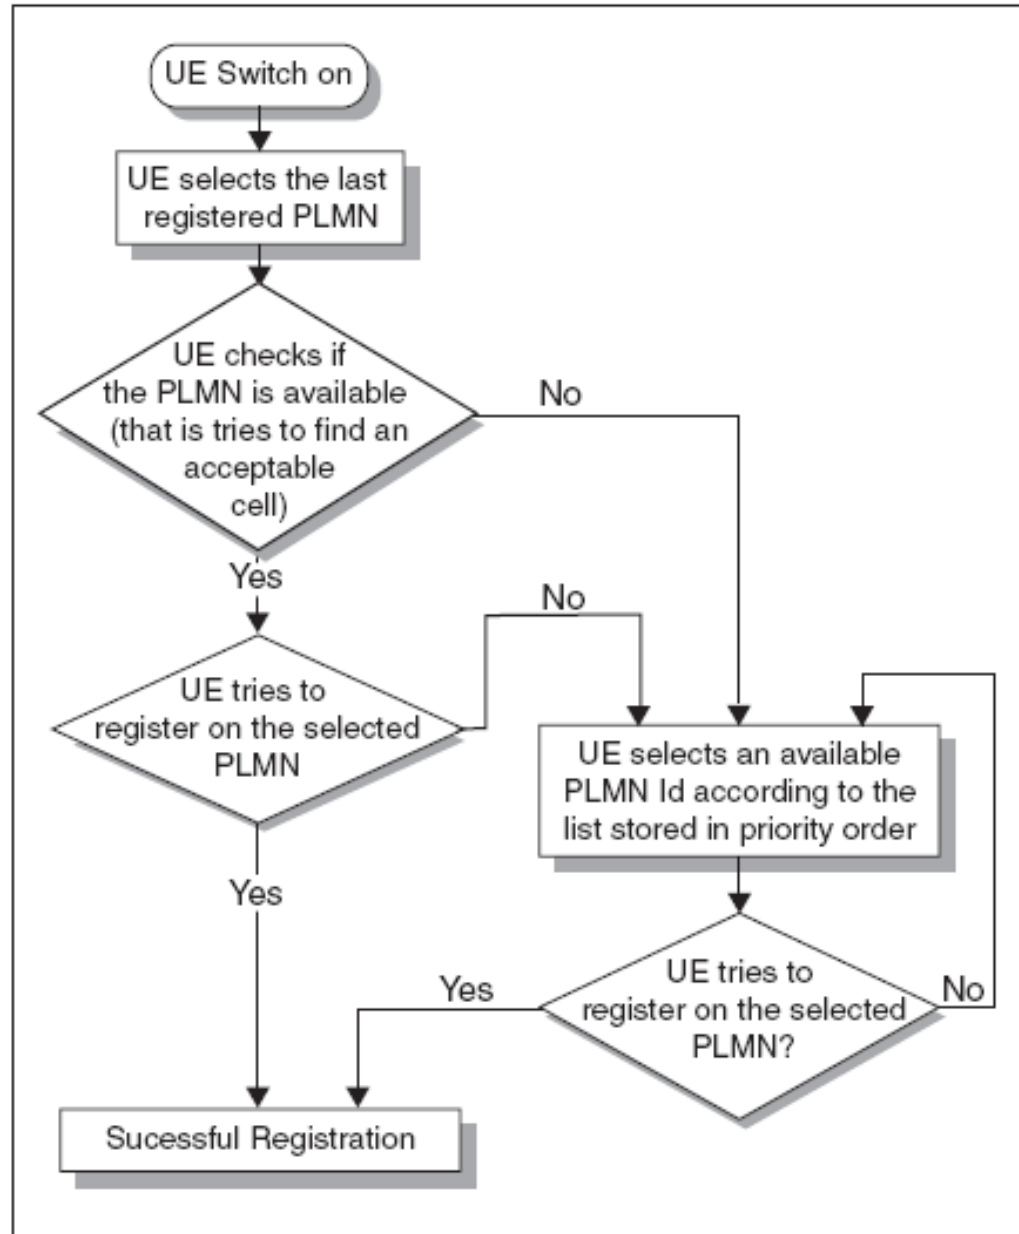 UE Switch on
UE selects the last
registered PLMN
UE checks if
the PLMN is available
(that is tries to find an
acceptable
cell)
No
Yes
No
UE tries to
register on the selected
PLMN
UE selects an available
PLMN Id according to the
list stored in priority order
Yes
UE tries to
register on the selected
PLMN?
Yes
No
Sucessful Registration